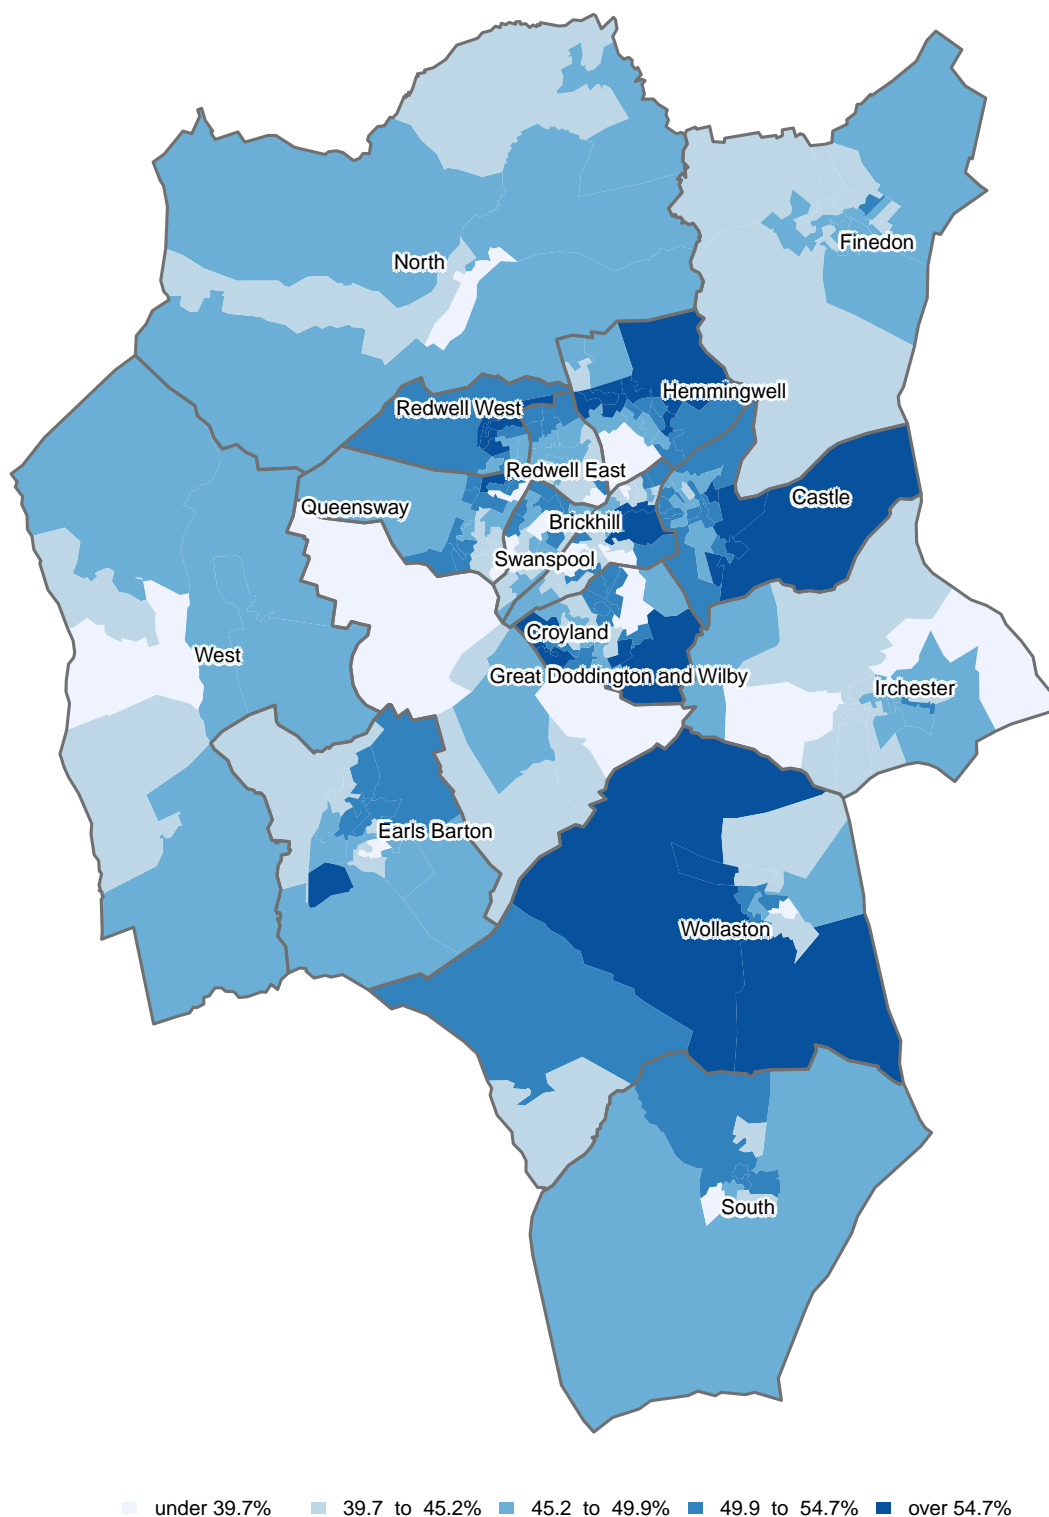 Finedon
North
Hemmingwell
Redwell West
Redwell East
Castle
Queensway
Brickhill
Swanspool
Croyland
West
Great Doddington and Wilby
Irchester
Earls Barton
Wollaston
South
under 39.7% 39.7 to 45.2% 45.2 to 49.9% 49.9 to 54.7% over 54.7%